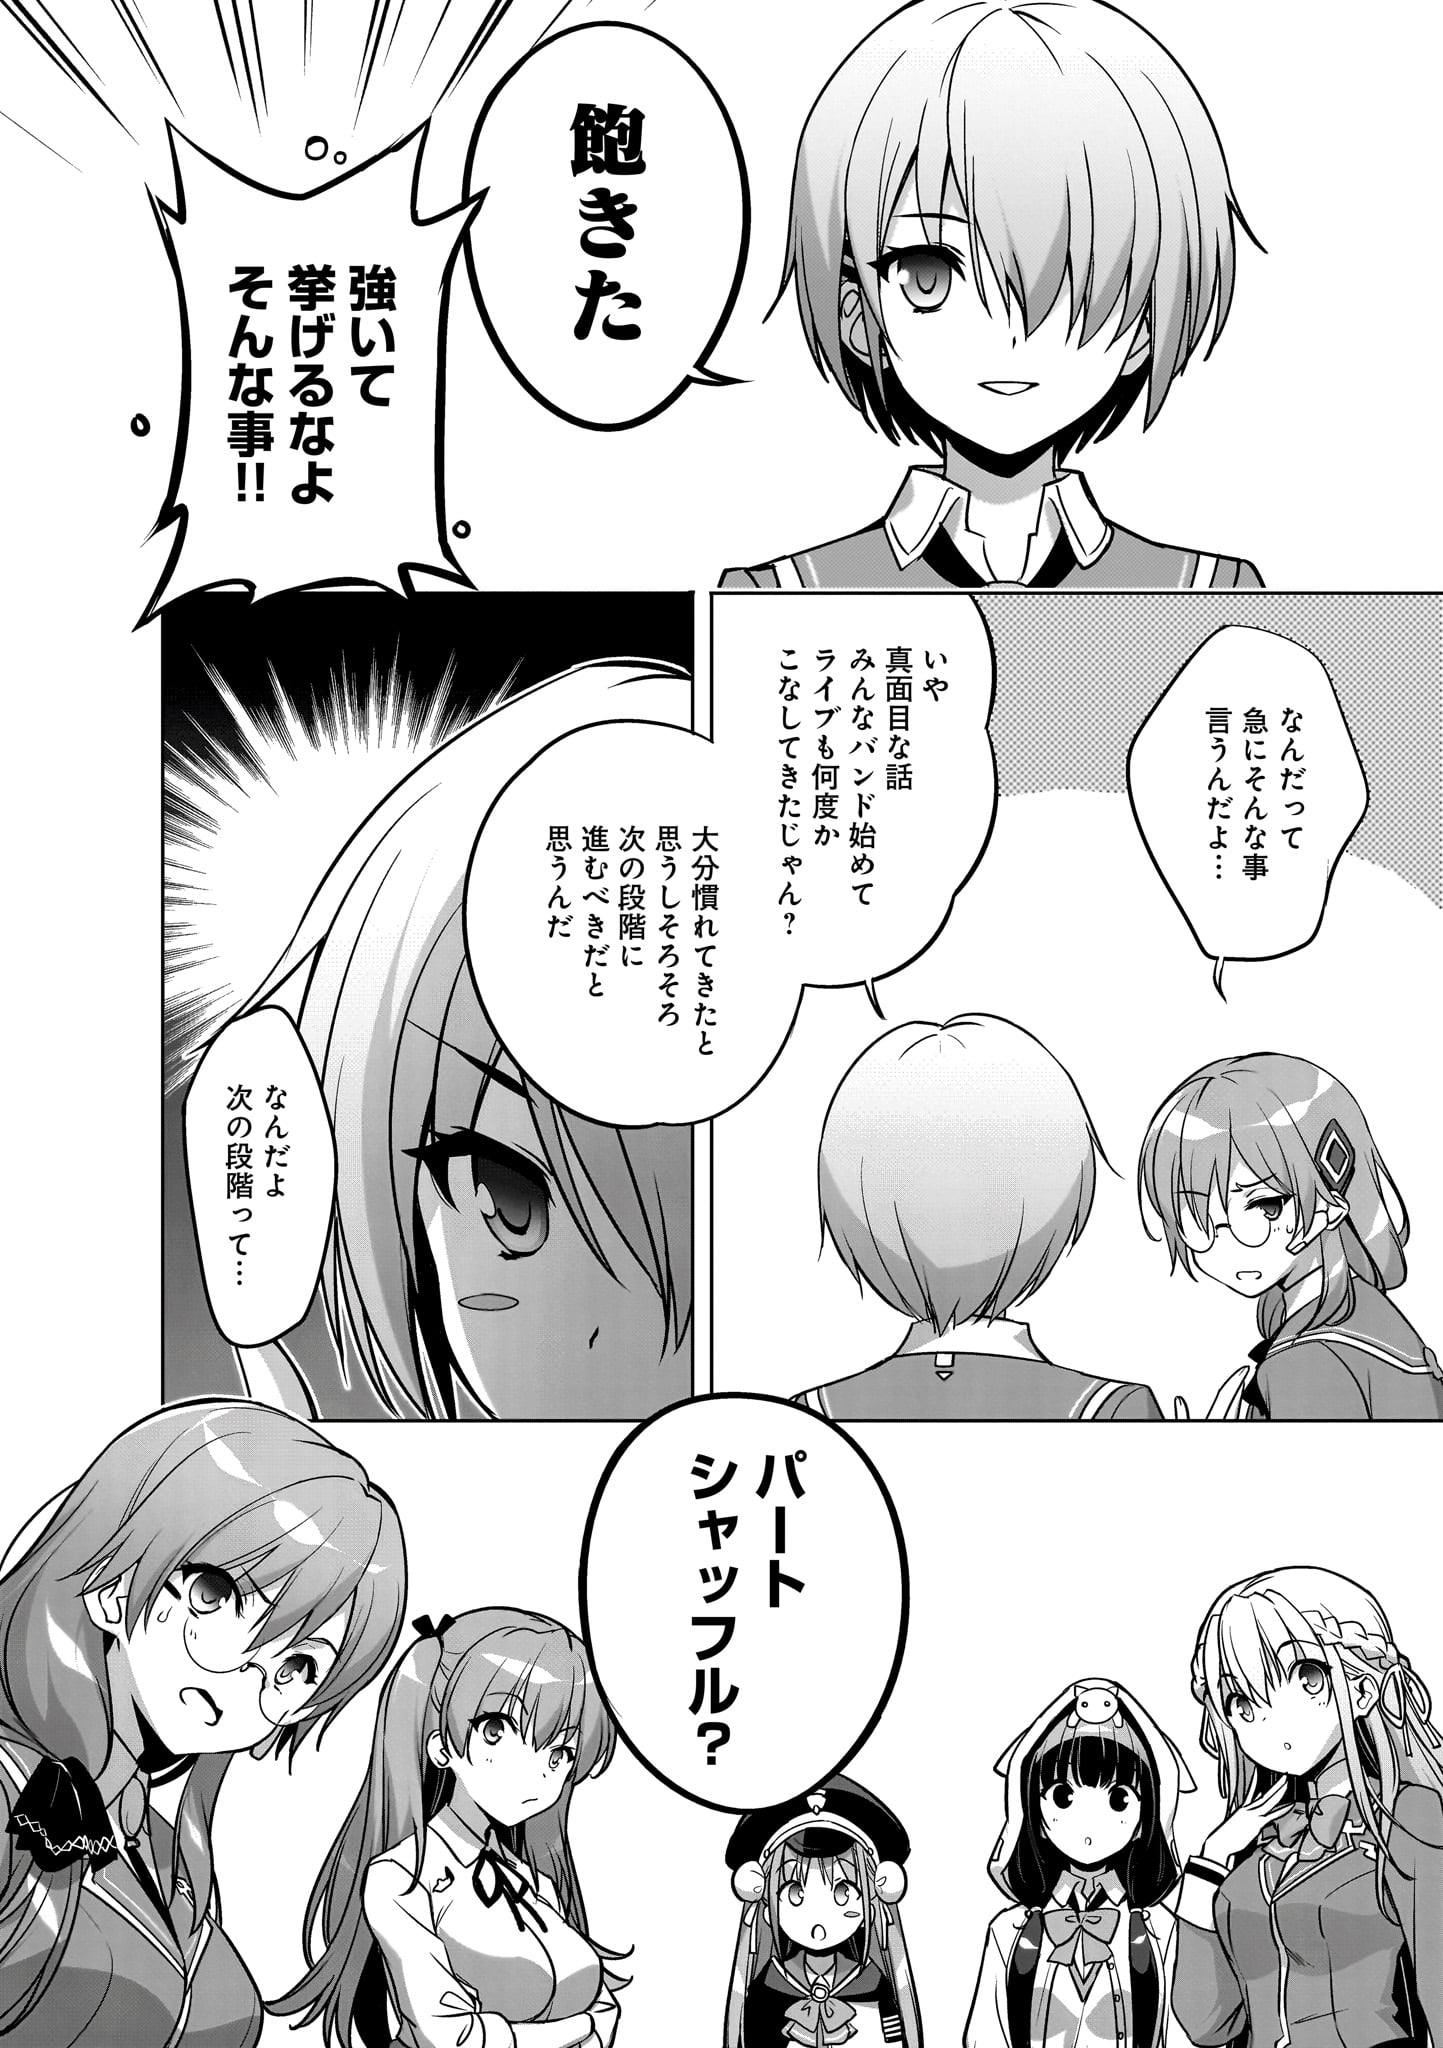 飽きた
強いて
挙げるなよ
そんな事!!
なんだって
急にそんな事
言うんだよ…
いや
真面目な話
みんなバンド始めて
ライブも何度か
こなしてきたじゃん?
大分慣れてきたと
思うしそろそろ
次の段階に
進むべきだと
思うんだ
なんだよ
次の段階って…
パート
シャッフル?